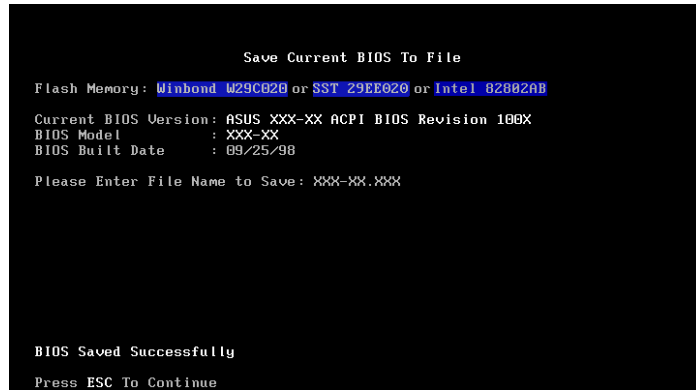 Save Current BIOS To File
Flash Memory: Winbond W29C020 or SST 29EE020 or Intel 82802AB
Current BIOS Version: ASUS XXX-XX ACPI BIOS Revision 100X
BIOS Model : XXX-XX
BIOS Built Date : 09/25/98
Please Enter File Name to Save: XXX-XX.XXX
BIOS Saved Successfully
Press ESC To Continue